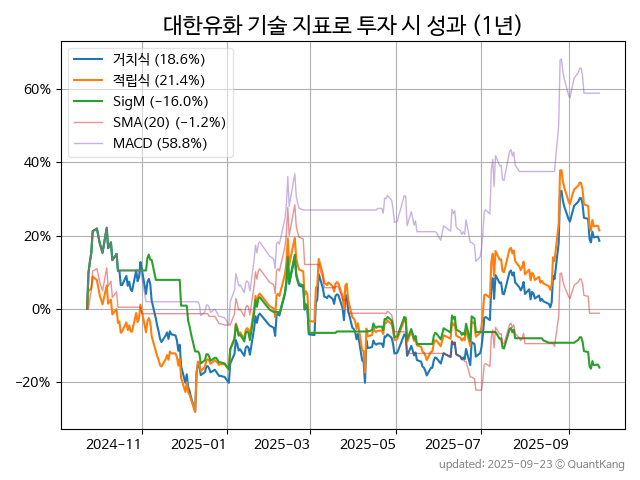 대한유화 기술 지표로 투자 시 성과 (1년)
거치식 (18.6%)
적립식 (21.4%)
SigM (−16.0%)
SMA(20) (−1.2%)
MACD (58.8%)
60%
40%
20%
0%
−20%
2024-11 2025-01 2025-03 2025-05 2025-07 2025-09
updated: 2025-09-23 ⓒ QuantKang